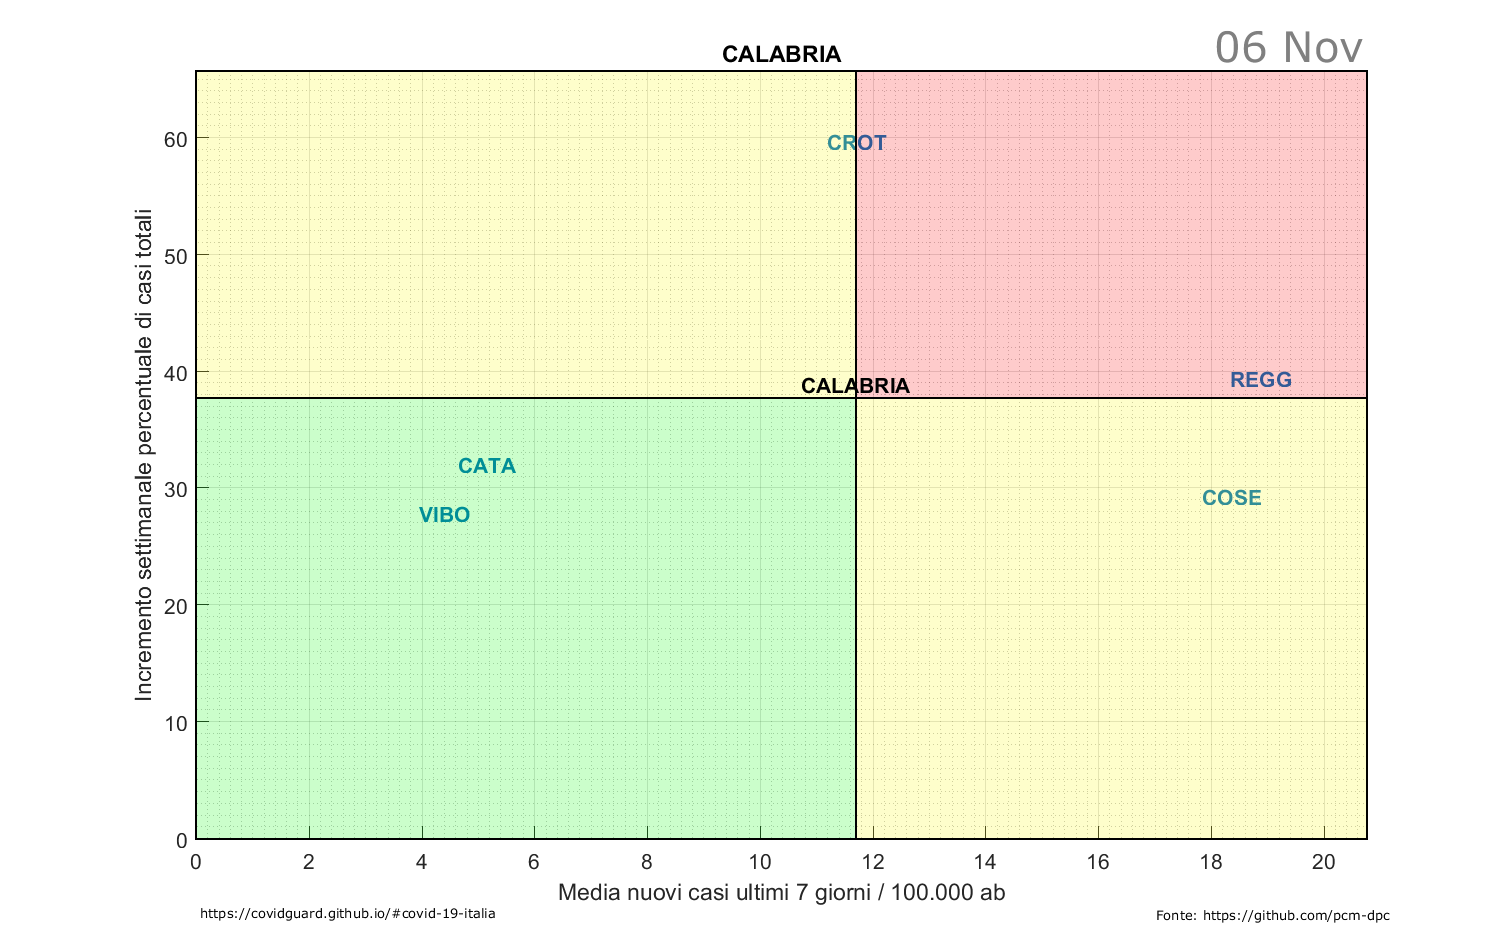 06 Nov
CALABRIA
Incremento settimanale percentuale di casi totali
60
50
40
30
20
10
0
CROT
CALABRIA
REGG
CATA
COSE
VIBO
0 2 4 6 8 10 12 14 16 18 20
Media nuovi casi ultimi 7 giorni / 100.000 ab
https://covidguard.github.io/#covid-19-italia
Fonte: https://github.com/pcm-dpc